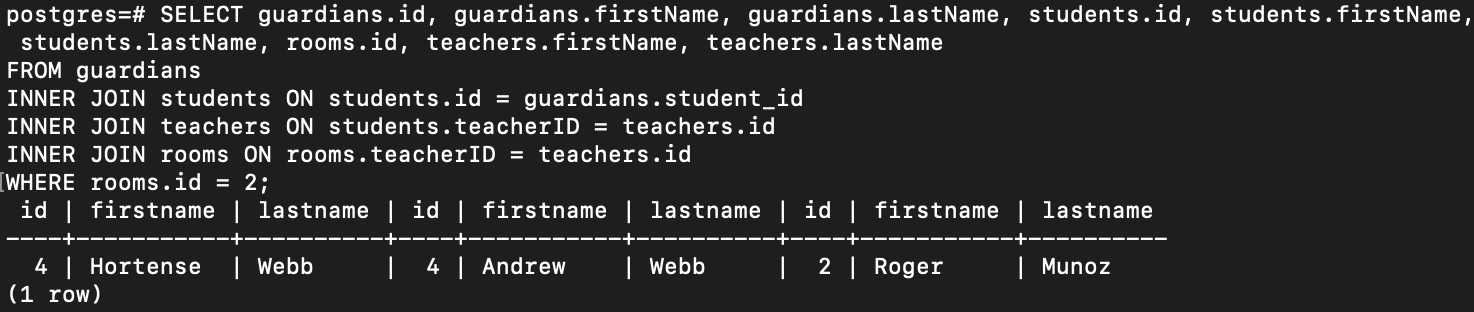 postgres=# SELECT guardians.id, guardians.firstName, guardians.lastName, students.id, students.firstName,
 students.lastName, rooms.id, teachers.firstName, teachers.lastName
FROM guardians
INNER JOIN students ON students.id = guardians.student_id
INNER JOIN teachers ON students.teacherID = teachers.id
INNER JOIN rooms ON rooms.teacherID = teachers.id
[WHERE rooms.id = 2;
 id | firstname | lastname | id | firstname | lastname | id | firstname | lastname
----+-----------+----------+----+-----------+----------+----+-----------+----------
  4 | Hortense  | Webb     |  4 | Andrew    | Webb     |  2 | Roger     | Munoz
(1 row)